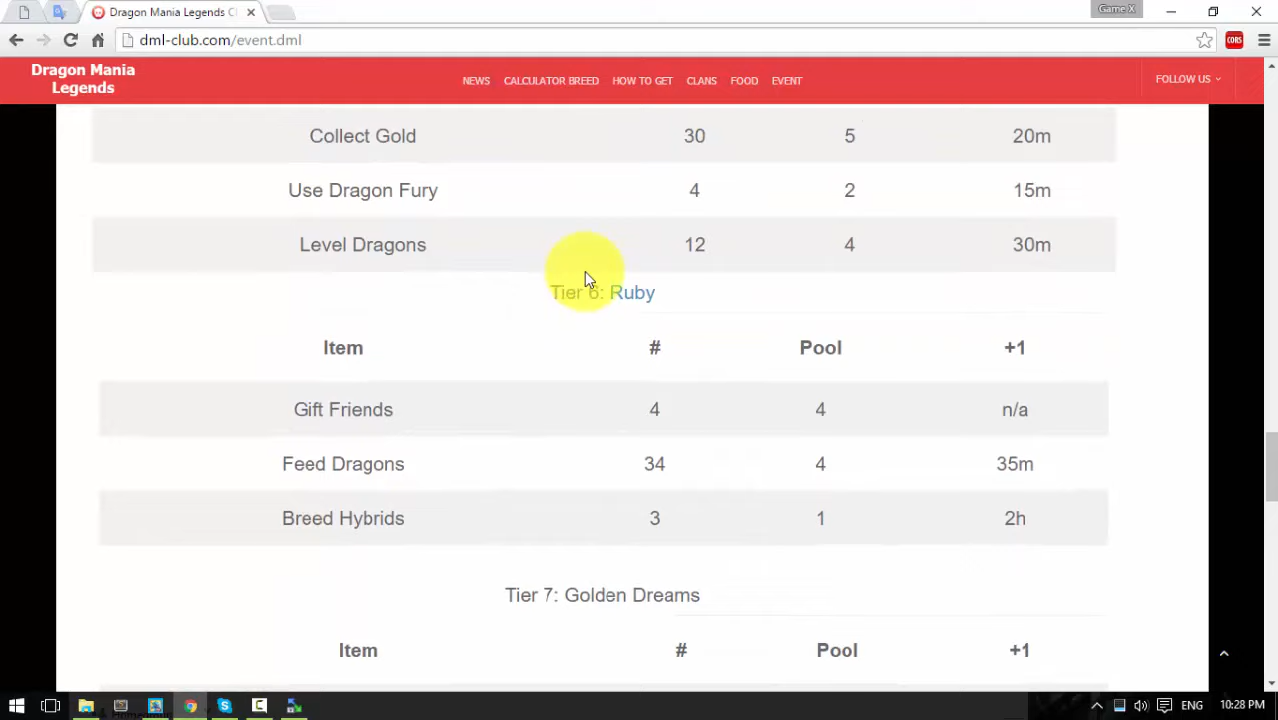 Game X
Dragon Mania Legends C
dml-club.com/event.dml
CORS
Dragon Mania
Legends
NEWS CALCULATOR BREED HOW TO GET CLANS FOOD EVENT
FOLLOW US
Collect Gold 30 5 20m
Use Dragon Fury 4 2 15m
Level Dragons 12 4 30m
Tier 6: Ruby
Item # Pool +1
Gift Friends 4 4 n/a
Feed Dragons 34 4 35m
Breed Hybrids 3 1 2h
Tier 7: Golden Dreams
Item # Pool +1
ENG 10:28 PM